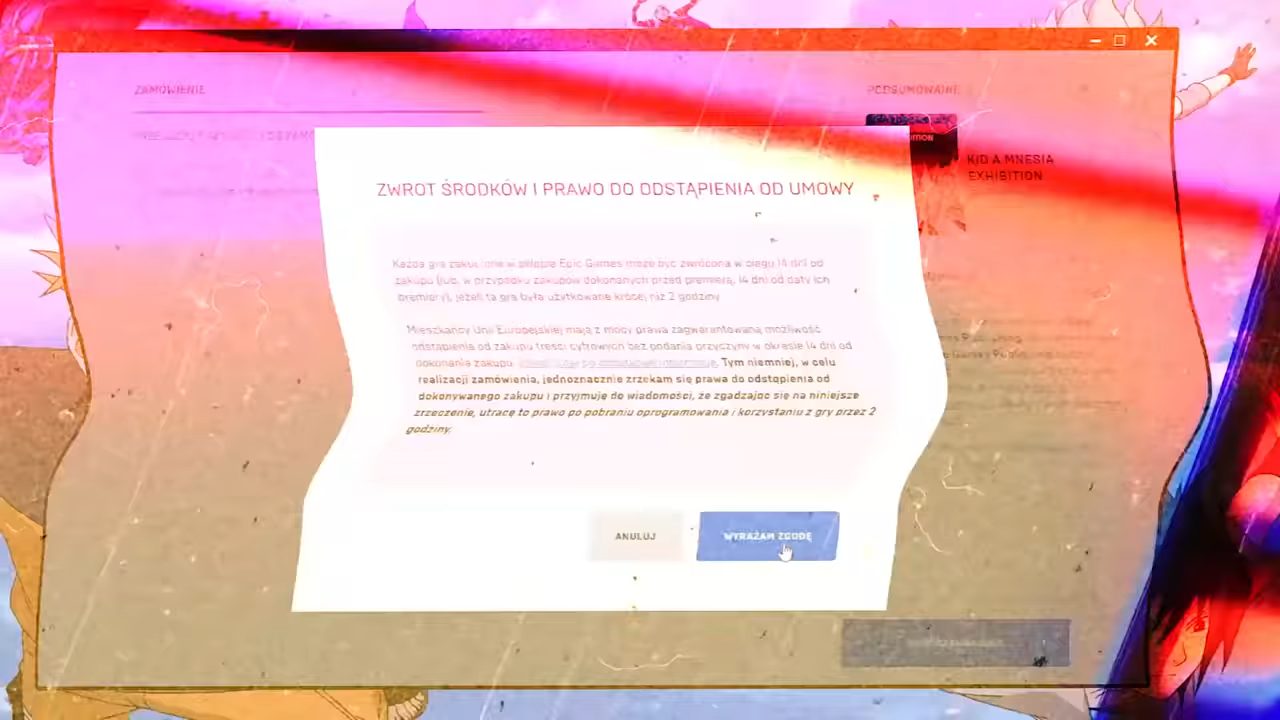 ZAMÓWIENIE
PODSUMOWANIE
KID A MNESIA
EXHIBITION
ZWROT ŚRODKÓW I PRAWO DO ODSTĄPIENIA OD UMOWY
Każda gra zakupiona w sklepie Epic Games może być zwrócona w ciągu 14 dni od
zakupu (lub, w przypadku zakupów dokonanych przed premierą, 14 dni od daty ich
premiery), jeżeli ta gra była użytkowana krócej niż 2 godziny.
Mieszkańcy Unii Europejskiej mają z mocy prawa zagwarantowaną możliwość
odstąpienia od zakupu treści cyfrowych bez podania przyczyny w okresie 14 dni od
dokonania zakupu. Tym niemniej, w celu
realizacji zamówienia, jednoznacznie zrzekam się prawa do odstąpienia od
dokonywanego zakupu i przyjmuję do wiadomości, że zgadzając się na niniejsze
zrzeczenie, utracę to prawo po pobraniu oprogramowania i korzystaniu z gry przez 2
godziny.
ANULUJ
WYRAŻAM ZGODĘ